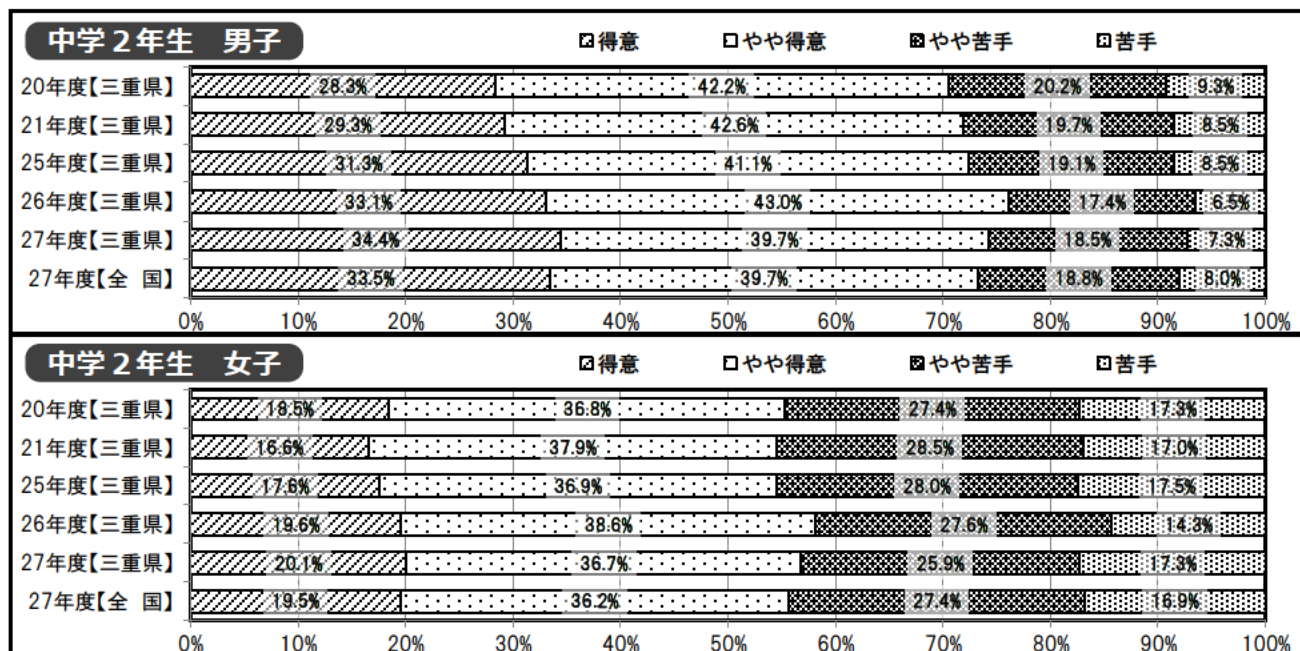 中学２年生　男子
得意 やや得意 やや苦手 苦手
20年度【三重県】 28.3% 42.2% 20.2% 9.3%
21年度【三重県】 29.3% 42.6% 19.7% 8.5%
25年度【三重県】 31.3% 41.1% 19.1% 8.5%
26年度【三重県】 33.1% 43.0% 17.4% 6.5%
27年度【三重県】 34.4% 39.7% 18.5% 7.3%
27年度【全　国】 33.5% 39.7% 18.8% 8.0%
0% 10% 20% 30% 40% 50% 60% 70% 80% 90% 100%
中学２年生　女子
得意 やや得意 やや苦手 苦手
20年度【三重県】 18.5% 36.8% 27.4% 17.3%
21年度【三重県】 16.6% 37.9% 28.5% 17.0%
25年度【三重県】 17.6% 36.9% 28.0% 17.5%
26年度【三重県】 19.6% 38.6% 27.6% 14.3%
27年度【三重県】 20.1% 36.7% 25.9% 17.3%
27年度【全　国】 19.5% 36.2% 27.4% 16.9%
0% 10% 20% 30% 40% 50% 60% 70% 80% 90% 100%